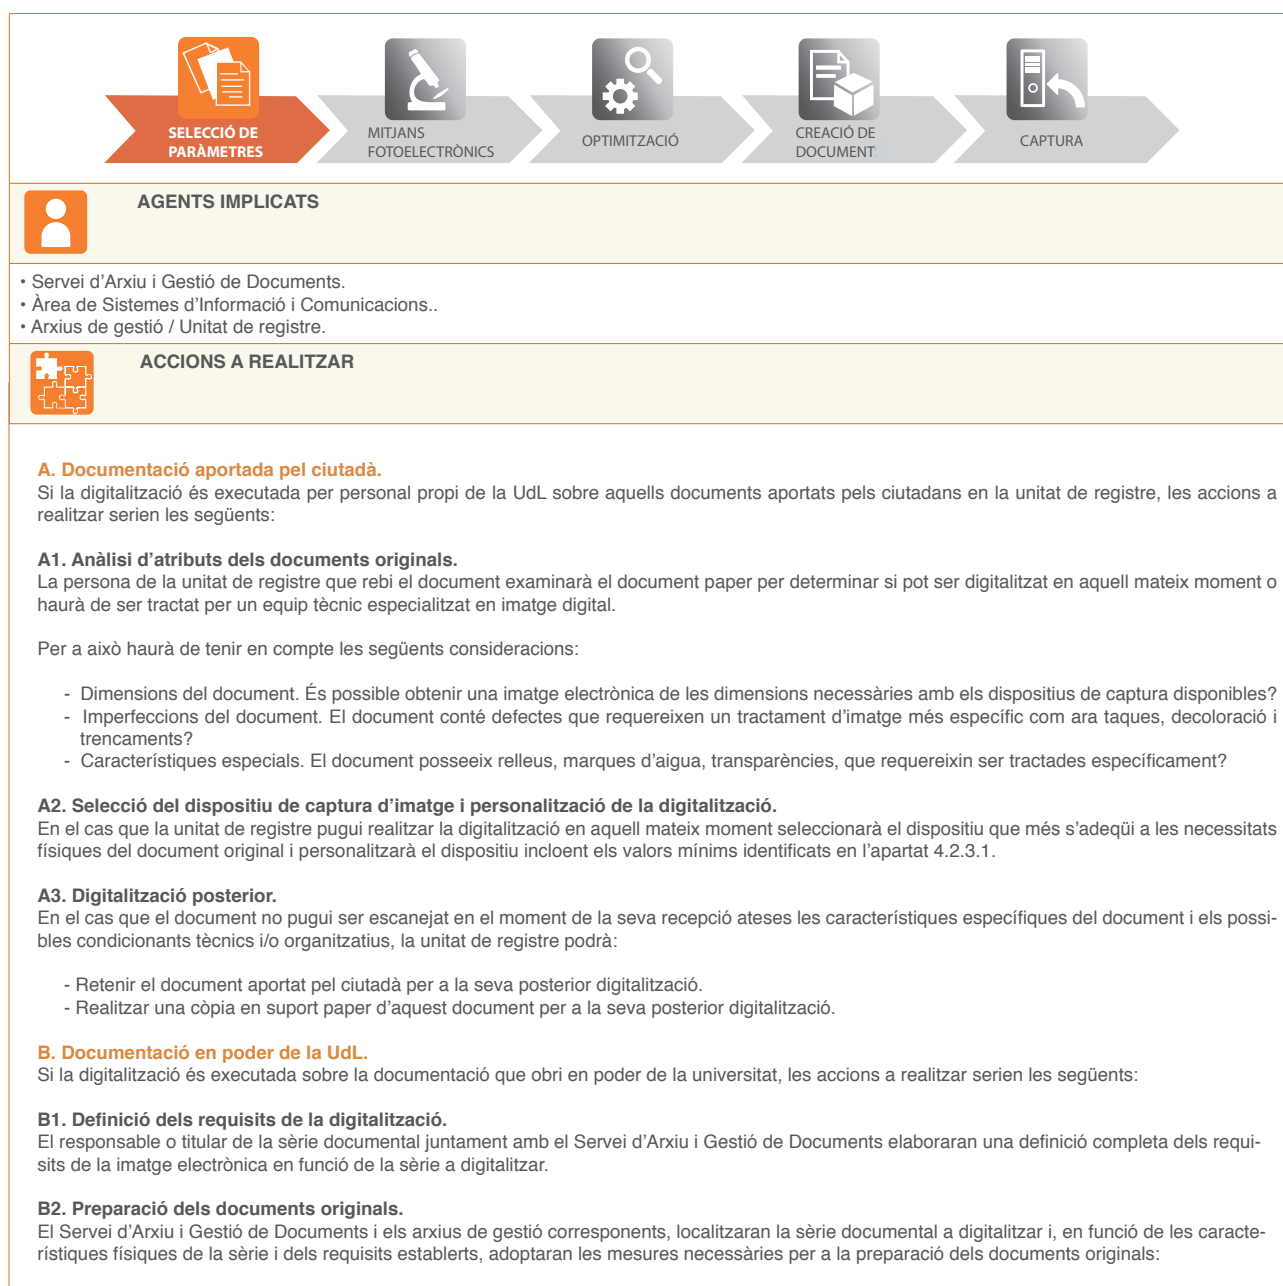 SELECCIÓ DE
PARÀMETRES
MITJANS
FOTOELECTRÒNICS
OPTIMITZACIÓ
CREACIÓ DE
DOCUMENT
CAPTURA
AGENTS IMPLICATS
• Servei d’Arxiu i Gestió de Documents.
• Àrea de Sistemes d’Informació i Comunicacions..
• Arxius de gestió / Unitat de registre.
ACCIONS A REALITZAR
A. Documentació aportada pel ciutadà.
Si la digitalització és executada per personal propi de la UdL sobre aquells documents aportats pels ciutadans en la unitat de registre, les accions a
realitzar serien les següents:
A1. Anàlisi d’atributs dels documents originals.
La persona de la unitat de registre que rebi el document examinarà el document paper per determinar si pot ser digitalitzat en aquell mateix moment o
haurà de ser tractat per un equip tècnic especialitzat en imatge digital.
Per a això haurà de tenir en compte les següents consideracions:
- Dimensions del document. És possible obtenir una imatge electrònica de les dimensions necessàries amb els dispositius de captura disponibles?
- Imperfeccions del document. El document conté defectes que requereixen un tractament d’imatge més específic com ara taques, decoloració i
trencaments?
- Característiques especials. El document posseeix relleus, marques d’aigua, transparències, que requereixin ser tractades específicament?
A2. Selecció del dispositiu de captura d’imatge i personalització de la digitalització.
En el cas que la unitat de registre pugui realitzar la digitalització en aquell mateix moment seleccionarà el dispositiu que més s’adeqüi a les necessitats
físiques del document original i personalitzarà el dispositiu incloent els valors mínims identificats en l’apartat 4.2.3.1.
A3. Digitalització posterior.
En el cas que el document no pugui ser escanejat en el moment de la seva recepció ateses les característiques específiques del document i els possi-
bles condicionants tècnics i/o organitzatius, la unitat de registre podrà:
- Retenir el document aportat pel ciutadà per a la seva posterior digitalització.
- Realitzar una còpia en suport paper d’aquest document per a la seva posterior digitalització.
B. Documentació en poder de la UdL.
Si la digitalització és executada sobre la documentació que obri en poder de la universitat, les accions a realitzar serien les següents:
B1. Definició dels requisits de la digitalització.
El responsable o titular de la sèrie documental juntament amb el Servei d’Arxiu i Gestió de Documents elaboraran una definició completa dels requi-
sits de la imatge electrònica en funció de la sèrie a digitalitzar.
B2. Preparació dels documents originals.
El Servei d’Arxiu i Gestió de Documents i els arxius de gestió corresponents, localitzaran la sèrie documental a digitalitzar i, en funció de les caracte-
rístiques físiques de la sèrie i dels requisits establerts, adoptaran les mesures necessàries per a la preparació dels documents originals: